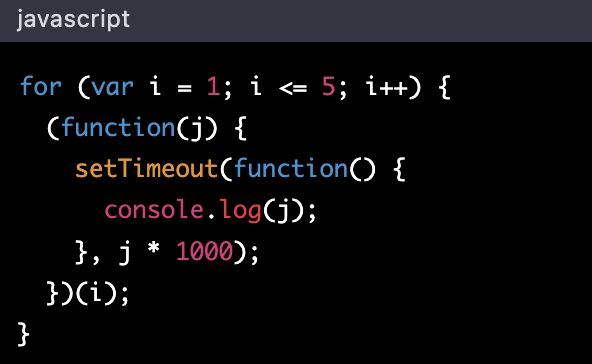 javascript
for (var i = 1; i <= 5; i++) {
  (function(j) {
    setTimeout(function() {
      console.log(j);
    }, j * 1000);
  })(i);
}